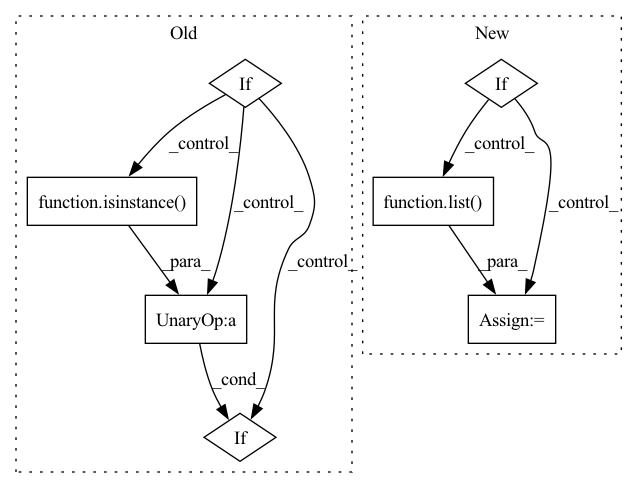 Old
New
If
If
_control_
_control_
function.isinstance()
function.list()
_control_
_control_
_control_
_para_
_para_
UnaryOp:a
Assign:=
_cond_
If